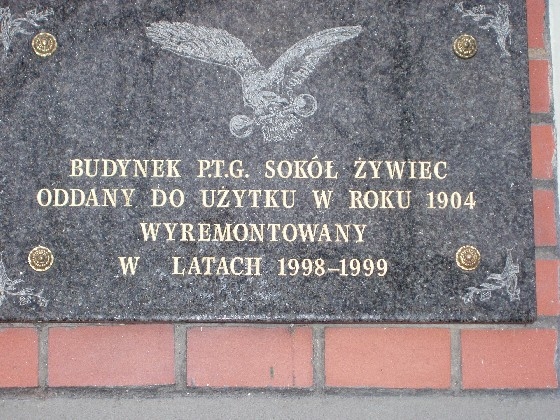 BUDYNEK P.T.G. SOKÓŁ ŻYWIEC
ODDANY DO UŻYTKU W ROKU 1904
WYREMONTOWANY
W LATACH 1998–1999